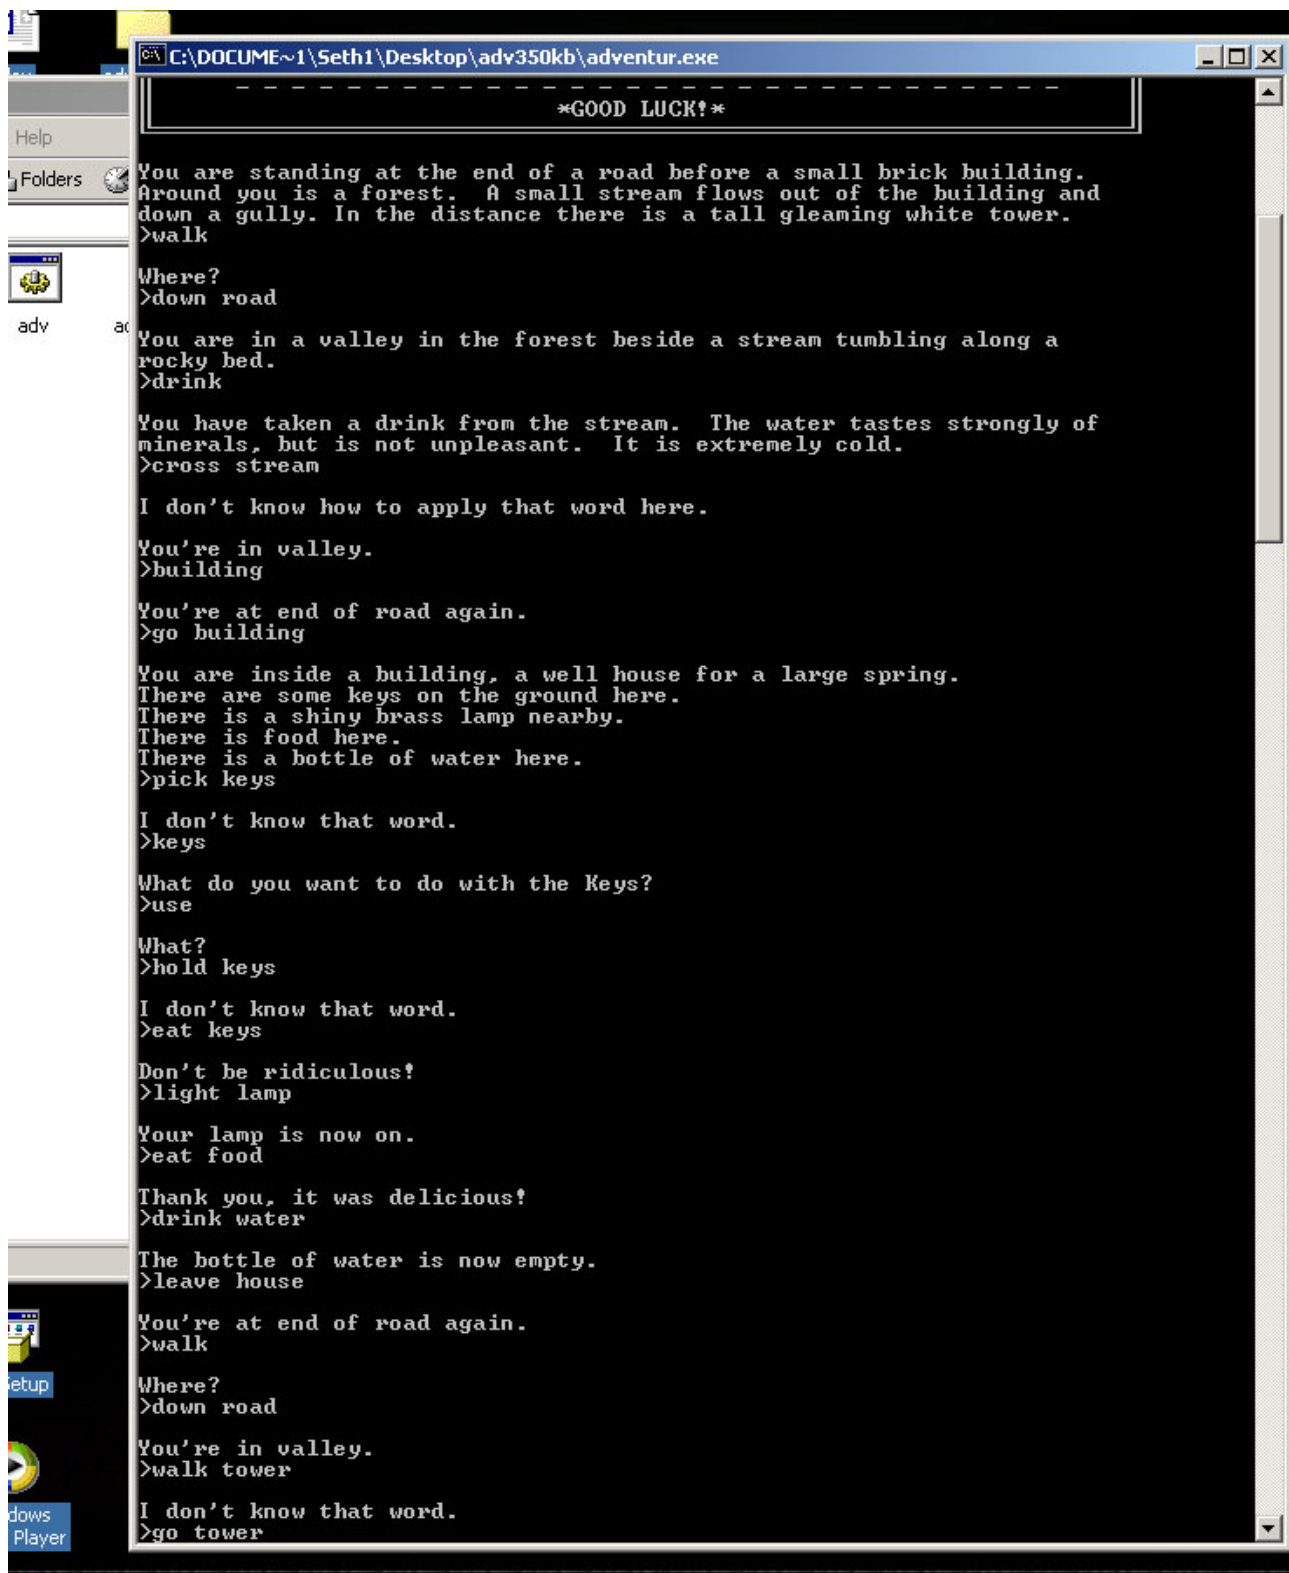 C:\DOCUME~1\Seth1\Desktop\adv350kb\adventur.exe
- - - - - - - - - - - - - - - - - - - - - - - - - - - - - -
*GOOD LUCK!*
Help
Folders
You are standing at the end of a road before a small brick building.
Around you is a forest.  A small stream flows out of the building and
down a gully. In the distance there is a tall gleaming white tower.
>walk
Where?
>down road
adv
You are in a valley in the forest beside a stream tumbling along a
rocky bed.
>drink
You have taken a drink from the stream.  The water tastes strongly of
minerals, but is not unpleasant.  It is extremely cold.
>cross stream
I don't know how to apply that word here.
You're in valley.
>building
You're at end of road again.
>go building
You are inside a building, a well house for a large spring.
There are some keys on the ground here.
There is a shiny brass lamp nearby.
There is food here.
There is a bottle of water here.
>pick keys
I don't know that word.
>keys
What do you want to do with the Keys?
>use
What?
>hold keys
I don't know that word.
>eat keys
Don't be ridiculous!
>light lamp
Your lamp is now on.
>eat food
Thank you, it was delicious!
>drink water
The bottle of water is now empty.
>leave house
You're at end of road again.
>walk
Where?
>down road
etup
You're in valley.
>walk tower
I don't know that word.
>go tower
dows
Player